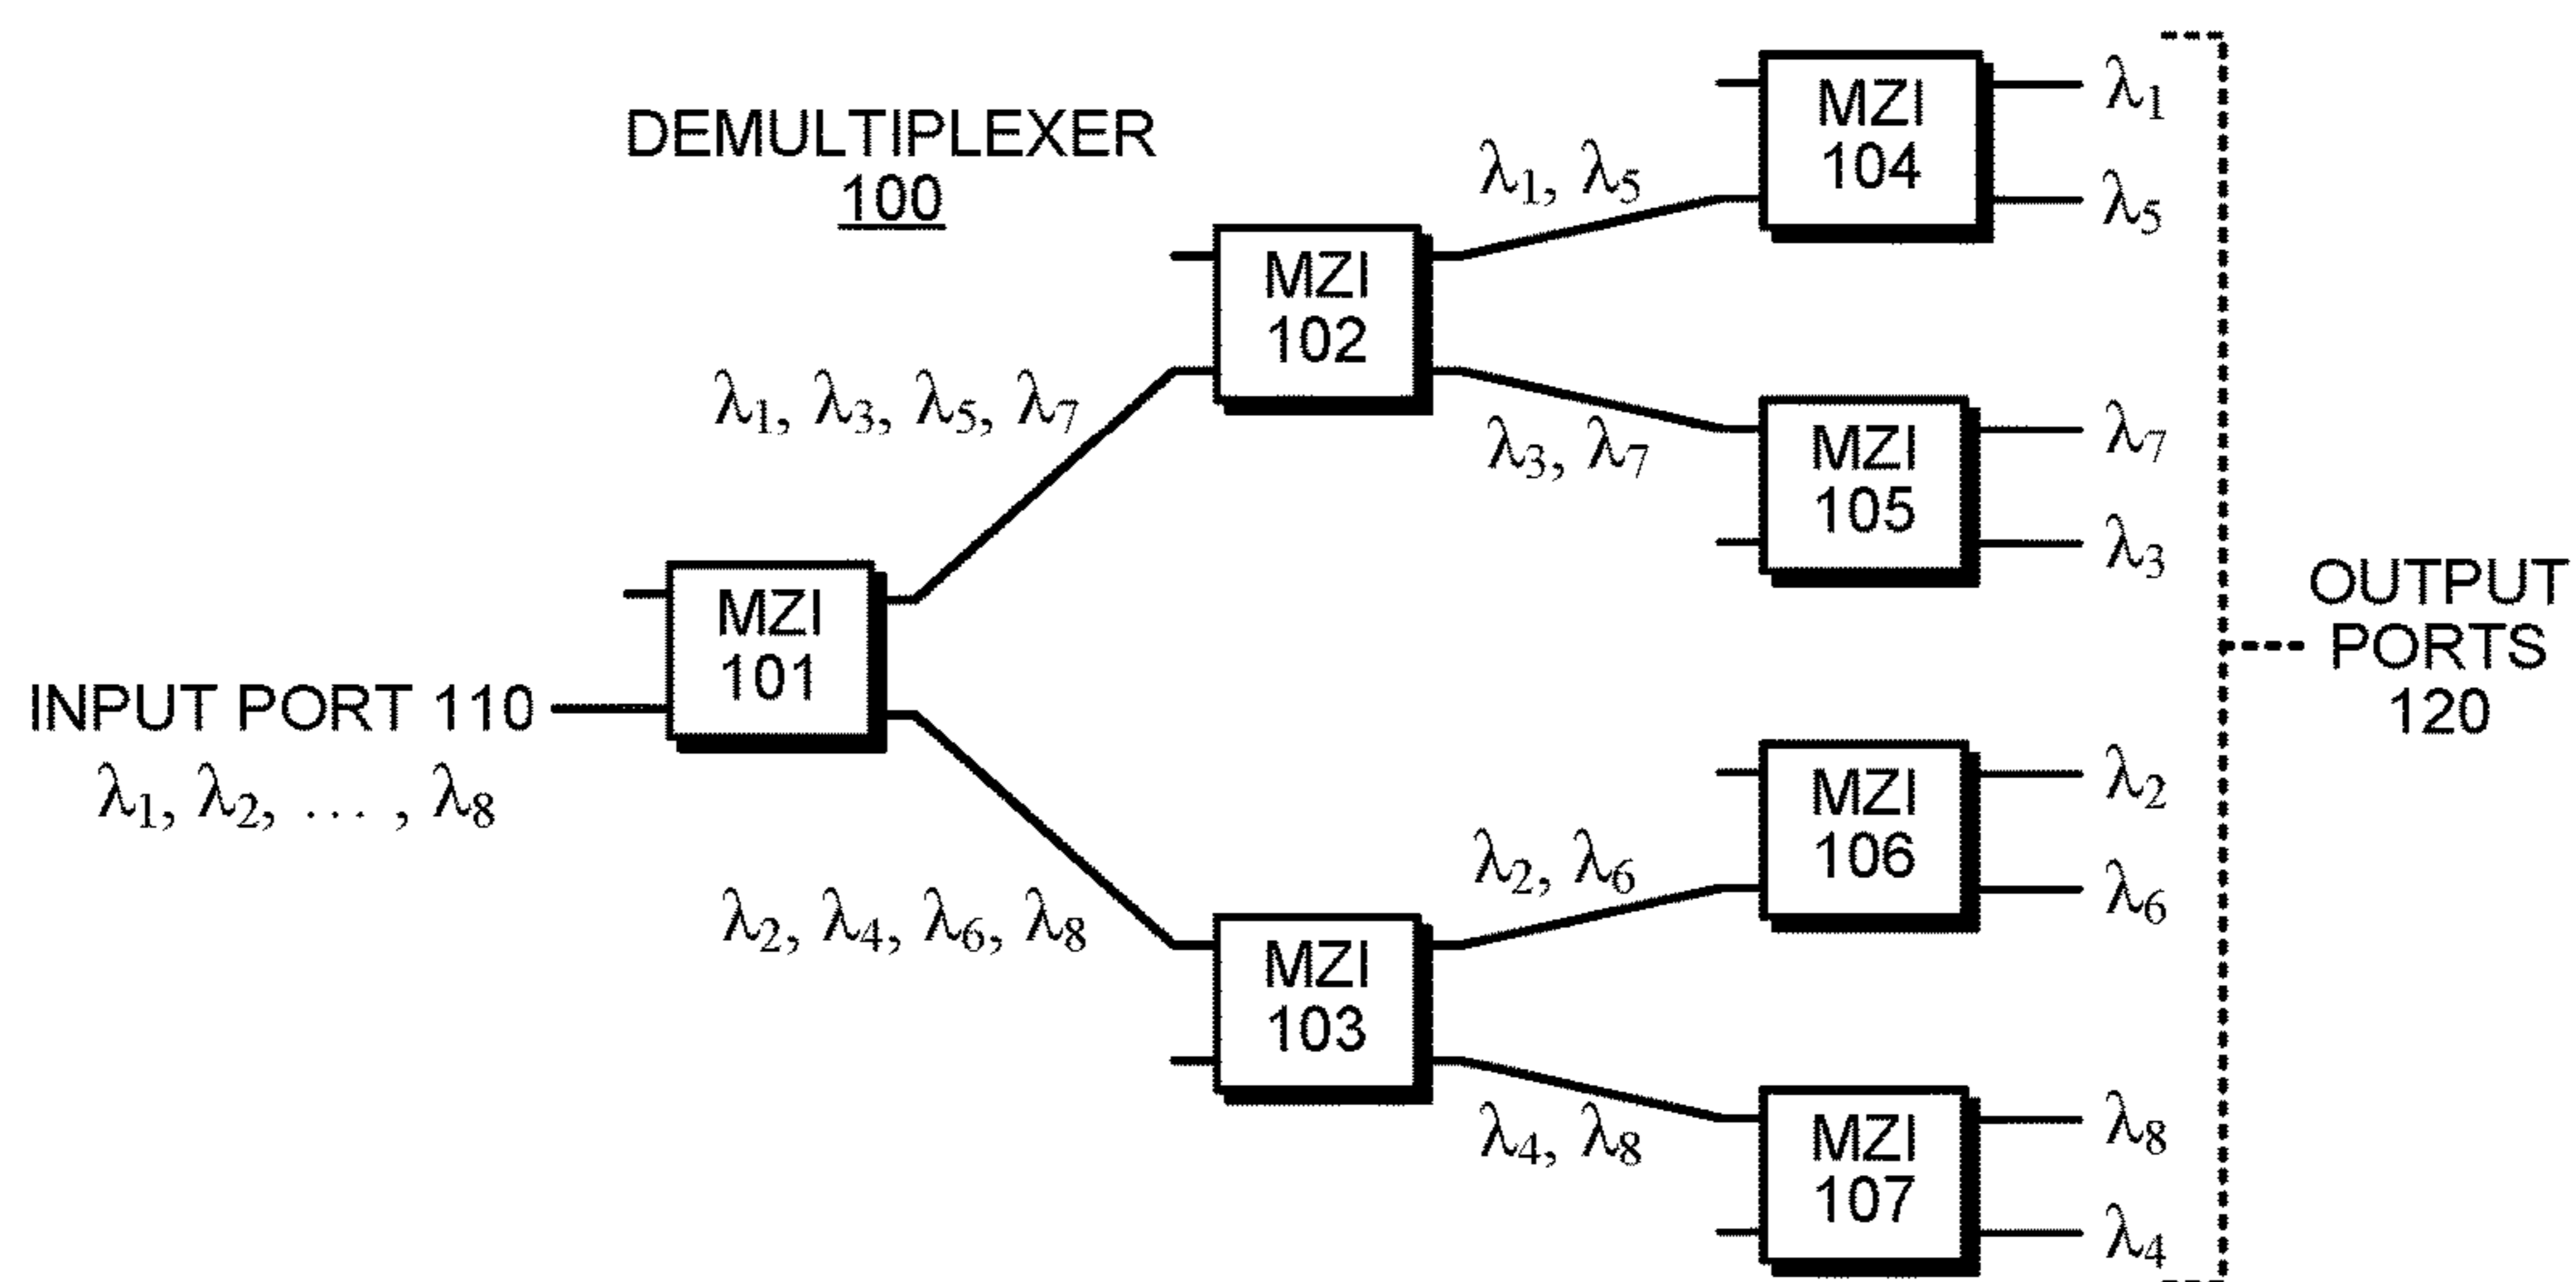 DEMULTIPLEXER
100
INPUT PORT 110
λ1, λ2, ... , λ8
MZI
101
λ1, λ3, λ5, λ7
λ2, λ4, λ6, λ8
MZI
102
MZI
103
λ1, λ5
λ3, λ7
λ2, λ6
λ4, λ8
MZI
104
MZI
105
MZI
106
MZI
107
λ1
λ5
λ7
λ3
λ2
λ6
λ8
λ4
OUTPUT
PORTS
120